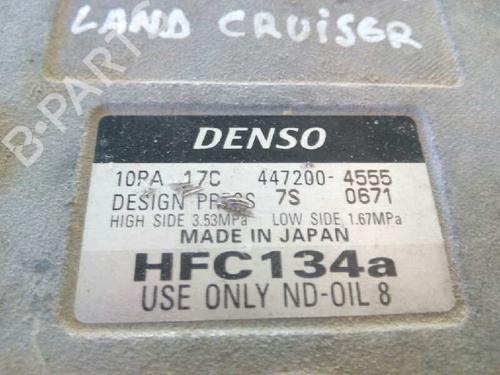 LAND CRUISER
B-PARTS
DENSO
10PA 17C 447200-4555
DESIGN PRESS 7S 0671
HIGH SIDE 3.53MPa LOW SIDE 1.67MPa
MADE IN JAPAN
HFC134a
USE ONLY ND-OIL 8